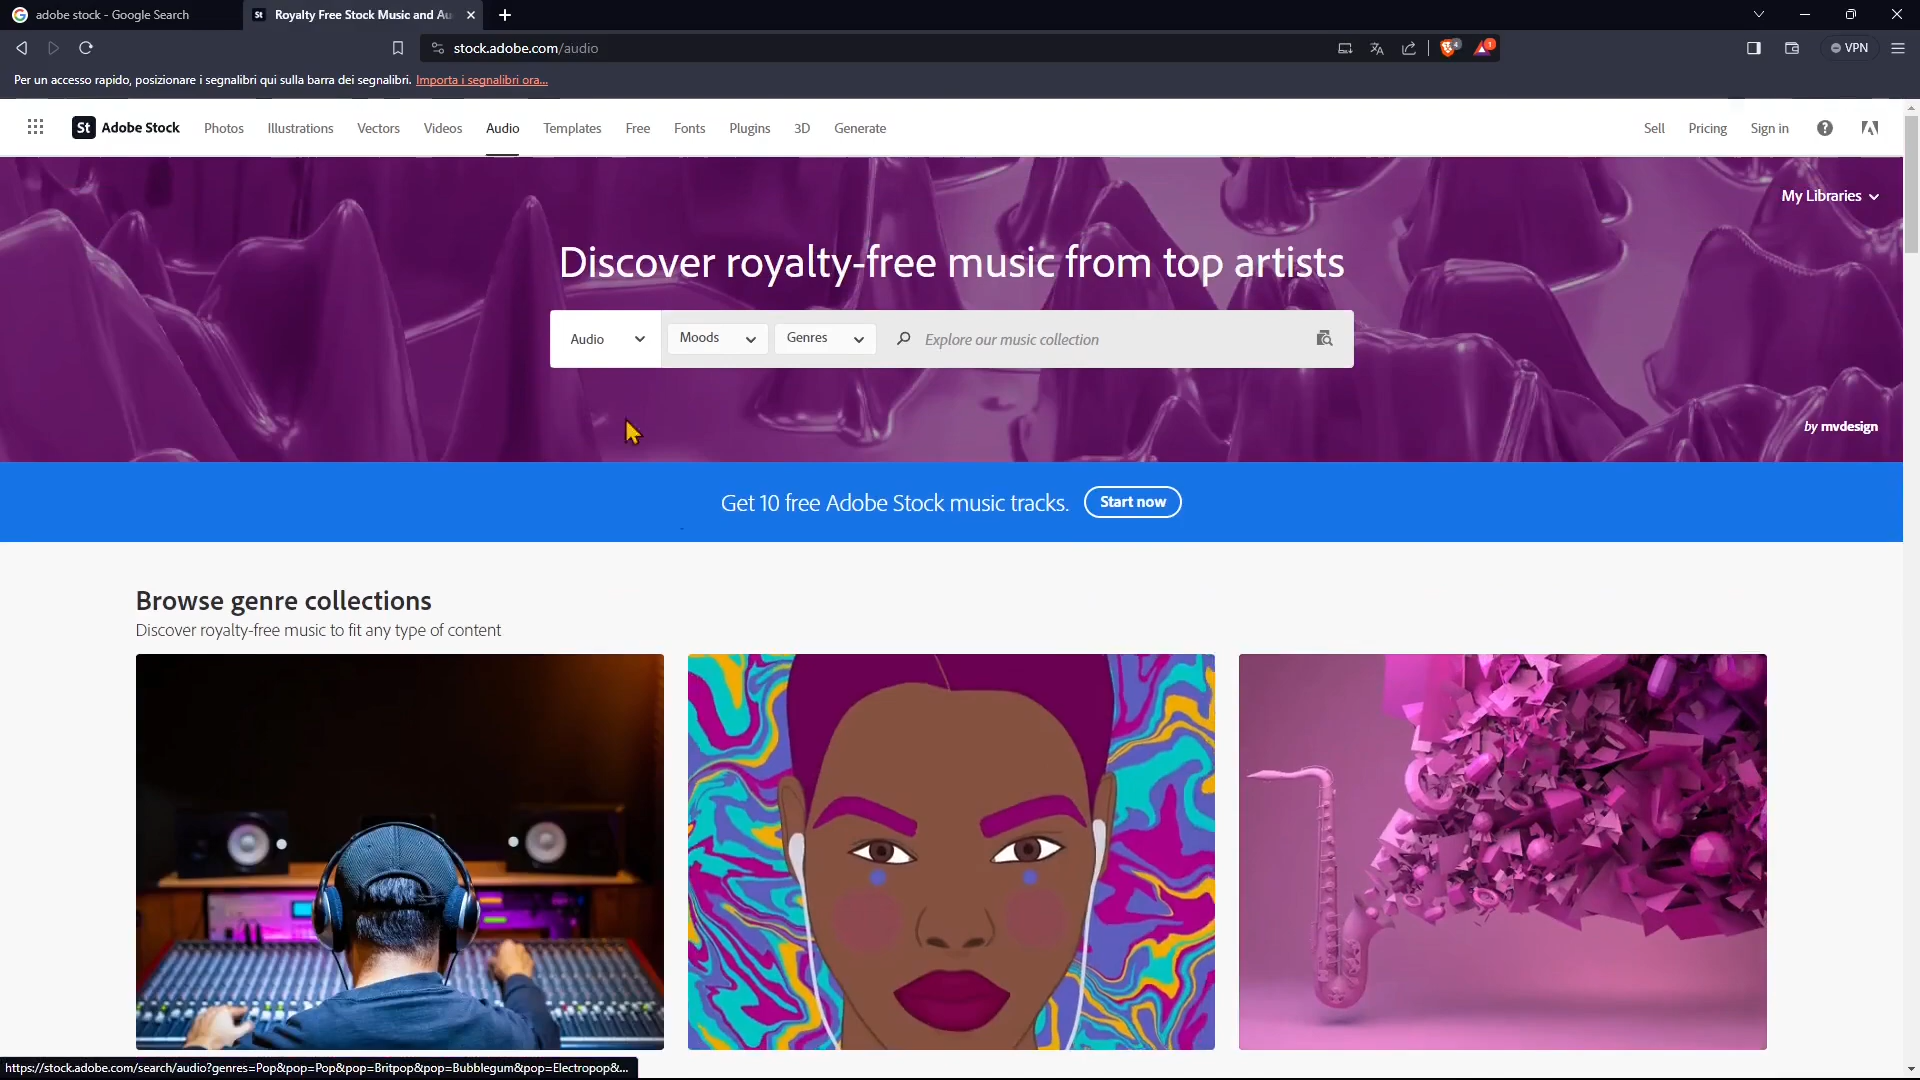 adobe stock - Google Search
Royalty Free Stock Music and Au
stock.adobe.com/audio
4
1
VPN
Per un accesso rapido, posizionare i segnalibri qui sulla barra dei segnalibri. Importa i segnalibri ora...
St Adobe Stock
Photos
Illustrations
Vectors
Videos
Audio
Templates
Free
Fonts
Plugins
3D
Generate
Sell
Pricing
Sign in
My Libraries
Discover royalty-free music from top artists
Audio
Moods
Genres
Explore our music collection
by mvdesign
Get 10 free Adobe Stock music tracks.
Start now
Browse genre collections
Discover royalty-free music to fit any type of content
https://stock.adobe.com/search/audio?genres=Pop&pop=Pop&pop=Britpop&pop=Bubblegum&pop=Electropop&...